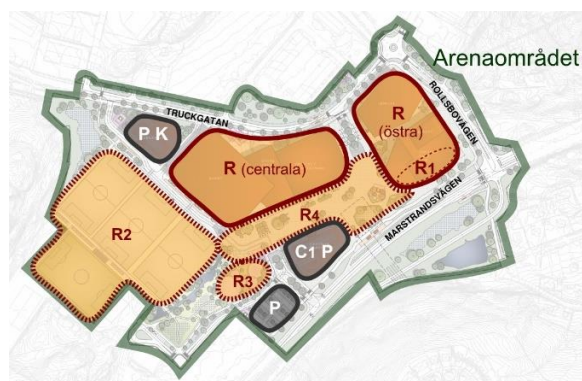 Arenaområdet
TRUCKGATAN
ROLLSBOVÄGEN
R
(östra)
P K
R (centrala)
R1
R4
MARSTRANDSVÄGEN
R2
C1 P
R3
P